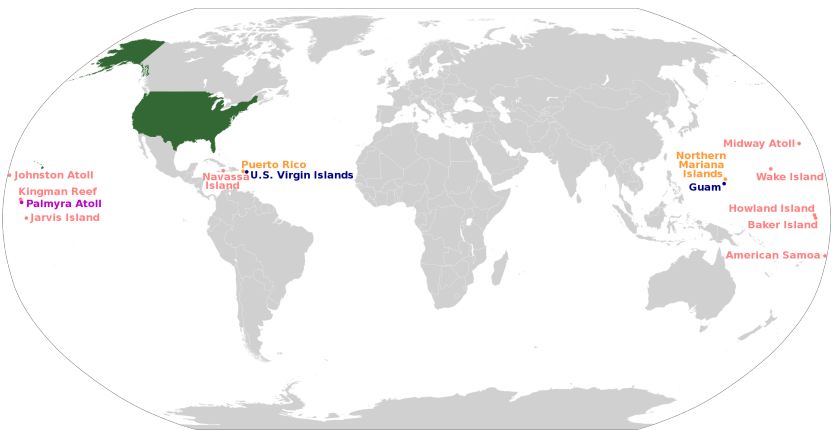 Johnston Atoll
Kingman Reef
Palmyra Atoll
Jarvis Island
Puerto Rico
Navassa
Island
U.S. Virgin Islands
Midway Atoll
Northern
Mariana
Islands
Guam
Wake Island
Howland island
Baker Island
American Samoa